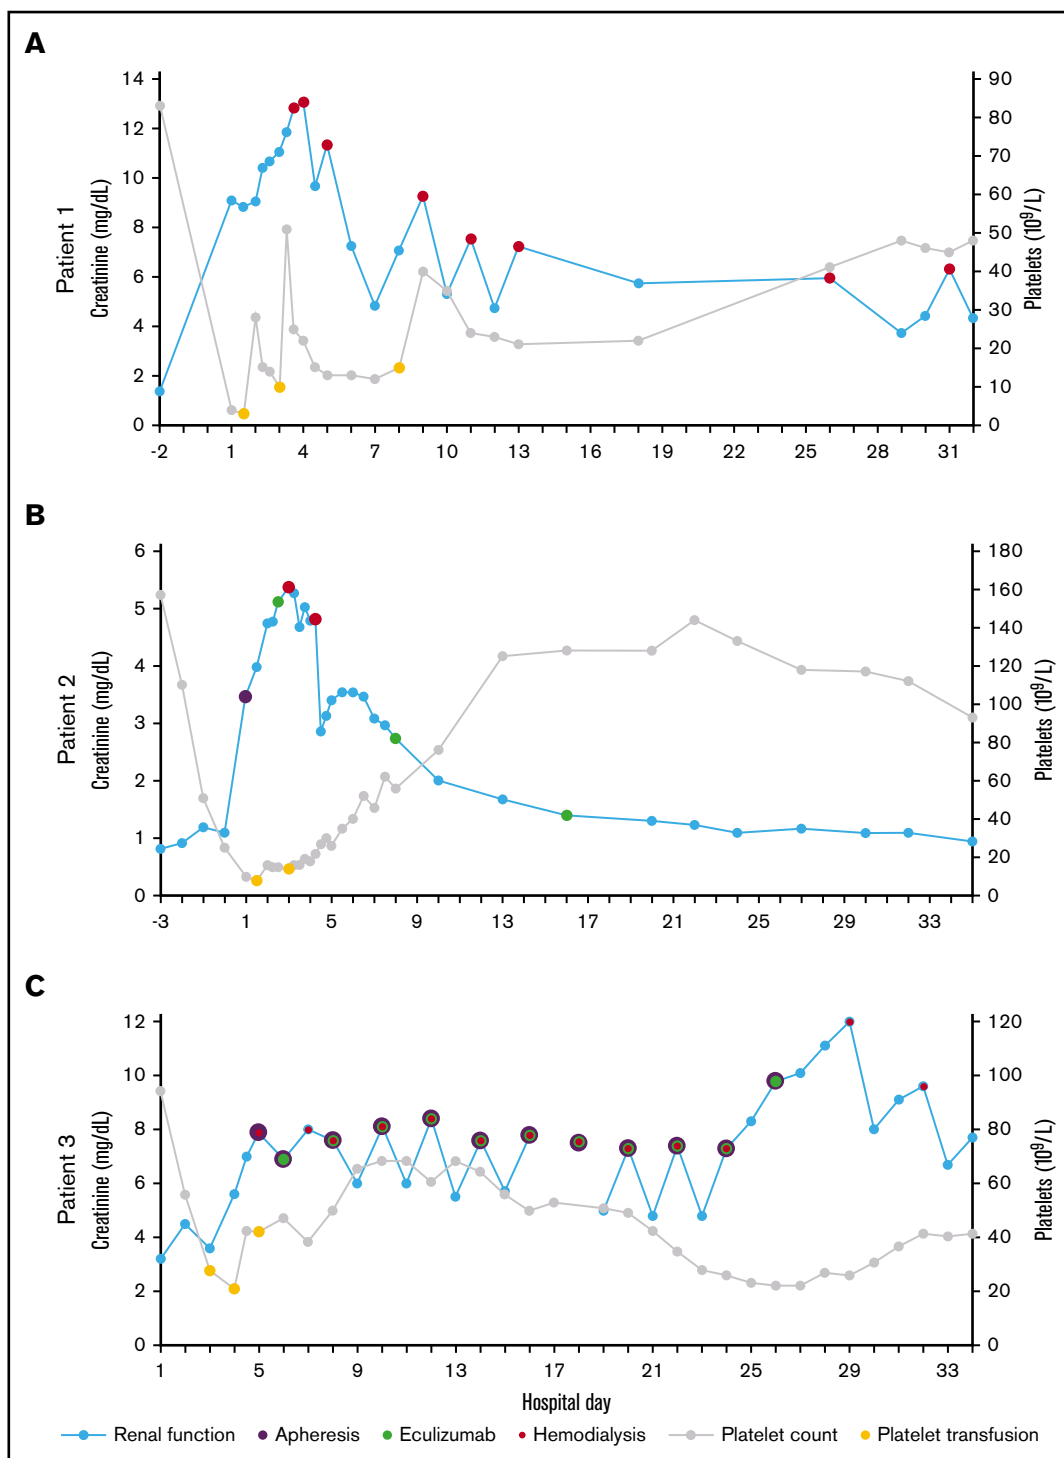 A
Patient 1
Creatinine (mg/dL)
14
12
10
8
6
4
2
0
90
80
70
60
50
40
30
20
10
0
Platelets (10⁹/L)
-2 1 4 7 10 13 16 19 22 25 28 31
B
Patient 2
Creatinine (mg/dL)
6
5
4
3
2
1
0
180
160
140
120
100
80
60
40
20
0
Platelets (10⁹/L)
-3 1 5 9 13 17 21 25 29 33
C
Patient 3
Creatinine (mg/dL)
12
10
8
6
4
2
0
120
100
80
60
40
20
0
Platelets (10⁹/L)
1 5 9 13 17 21 25 29 33
Hospital day
Renal function Apheresis Eculizumab Hemodialysis Platelet count Platelet transfusion